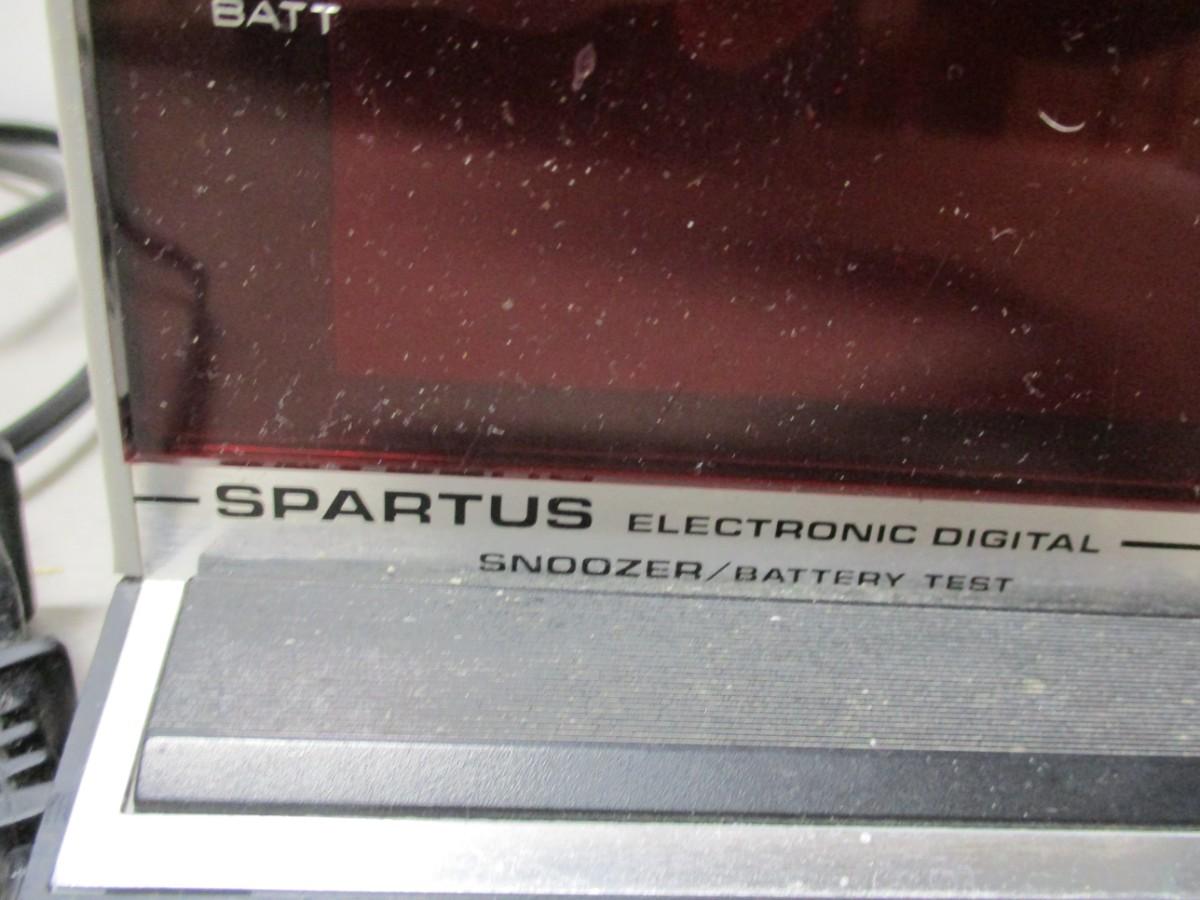 BATT
SPARTUS ELECTRONIC DIGITAL
SNOOZER/BATTERY TEST